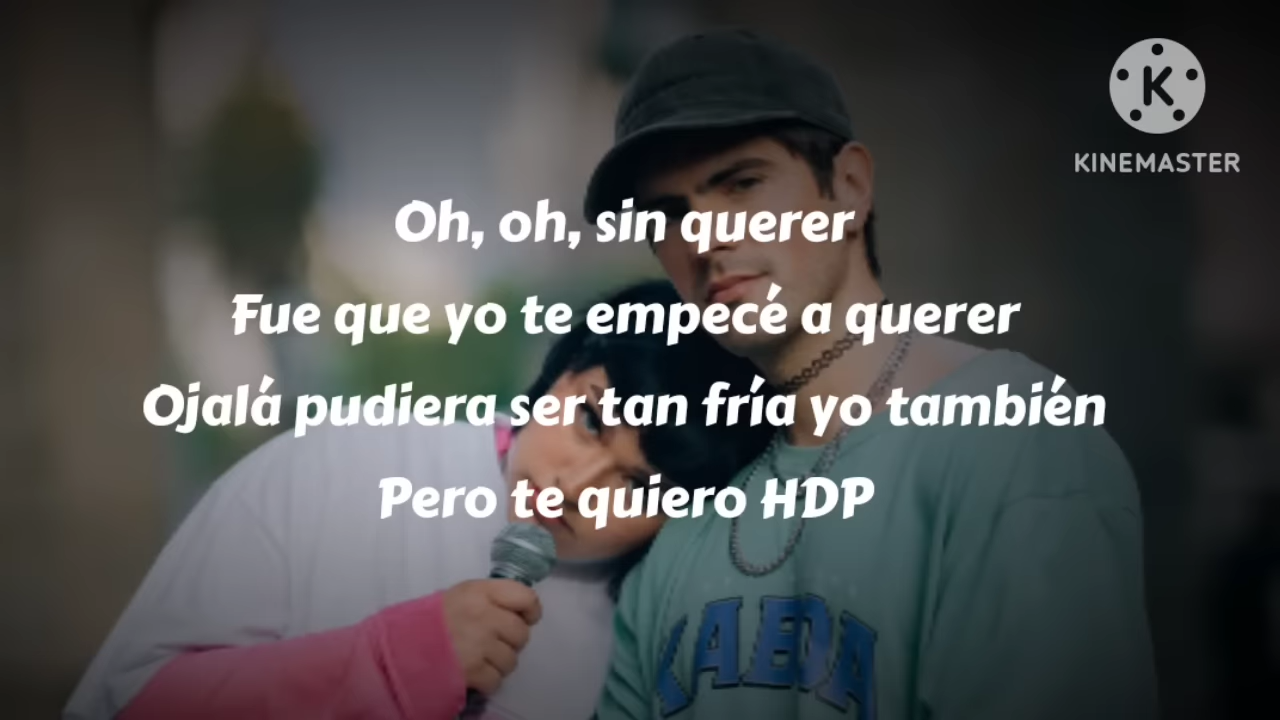 KINEMASTER
Oh, oh, sin querer
Fue que yo te empecé a querer
Ojalá pudiera ser tan fría yo también
Pero te quiero HDP